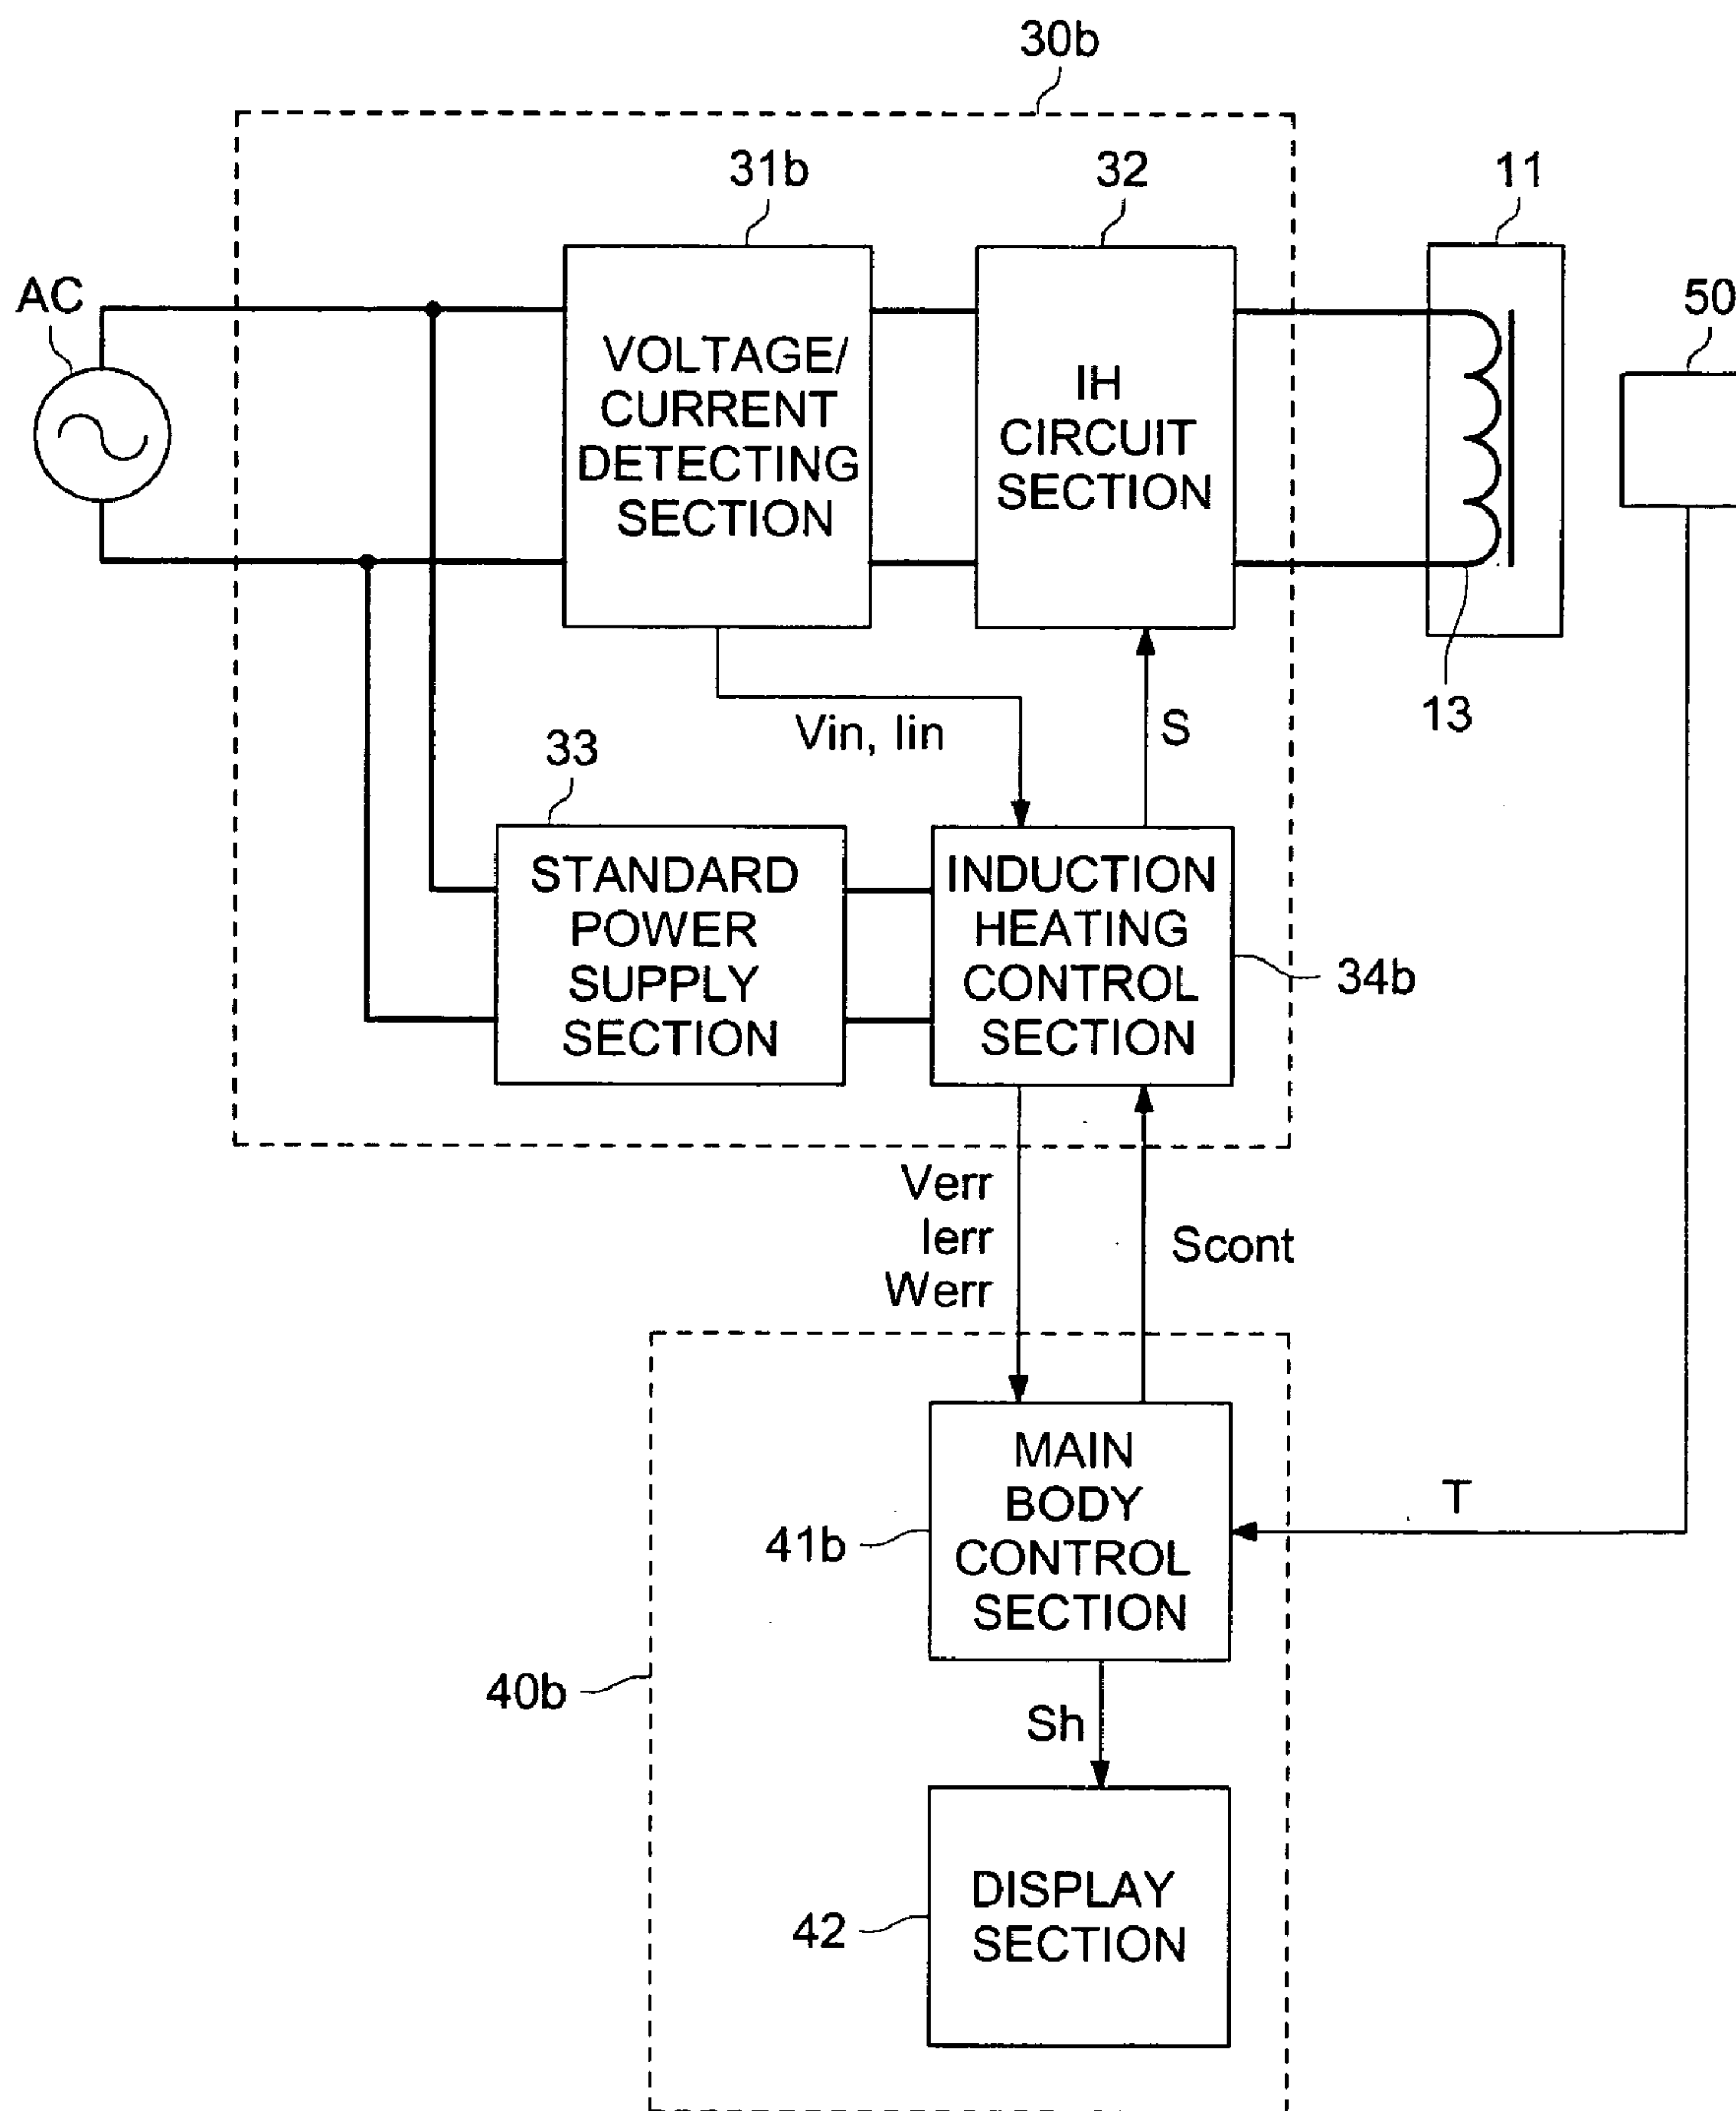 30b
31b
32
11
AC
50
VOLTAGE/
CURRENT
DETECTING
SECTION
IH
CIRCUIT
SECTION
13
Vin, Iin
S
33
STANDARD
POWER
SUPPLY
SECTION
INDUCTION
HEATING
CONTROL
SECTION
34b
Verr
Ierr
Werr
Scont
MAIN
BODY
CONTROL
SECTION
41b
T
40b
Sh
DISPLAY
SECTION
42